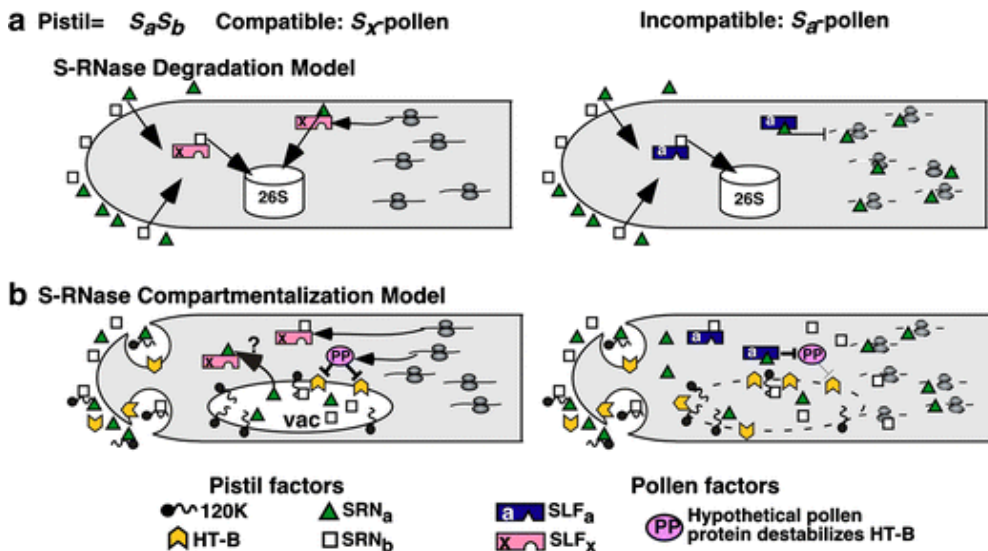 a Pistil= SaSb Compatible: Sx-pollen Incompatible: Sa-pollen
S-RNase Degradation Model
x x 26S
a a 26S
b S-RNase Compartmentalization Model
x x ? PP vac
a a PP
Pistil factors Pollen factors
120K SRNa a SLFa PP Hypothetical pollen
HT-B SRNb x SLFx protein destabilizes HT-B